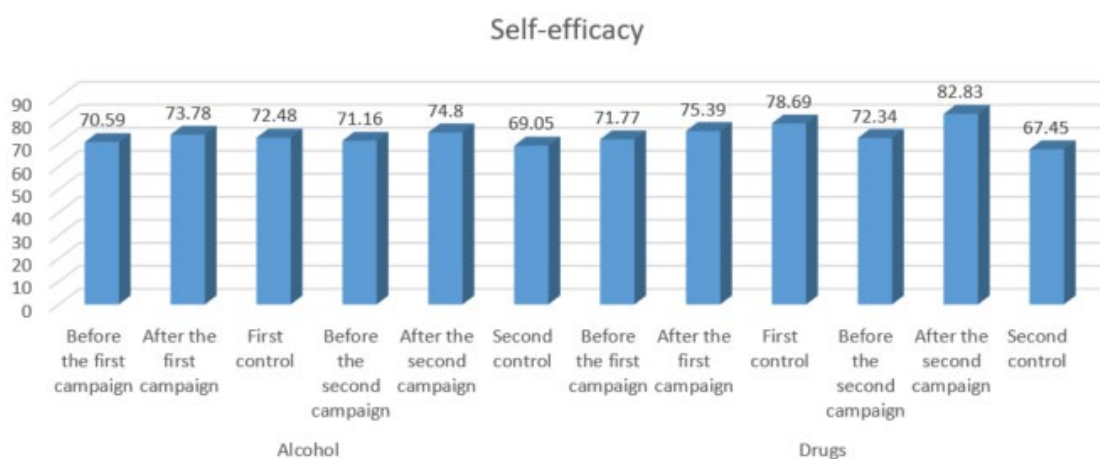 Self-efficacy
90
80
70
60
50
40
30
20
10
0
70.59
73.78
72.48
71.16
74.8
69.05
71.77
75.39
78.69
72.34
82.83
67.45
Before
the first
campaign
After the
first
campaign
First
control
Before
the
second
campaign
After the
second
campaign
Second
control
Before
the first
campaign
After the
first
campaign
First
control
Before
the
second
campaign
After the
second
campaign
Second
control
Alcohol
Drugs